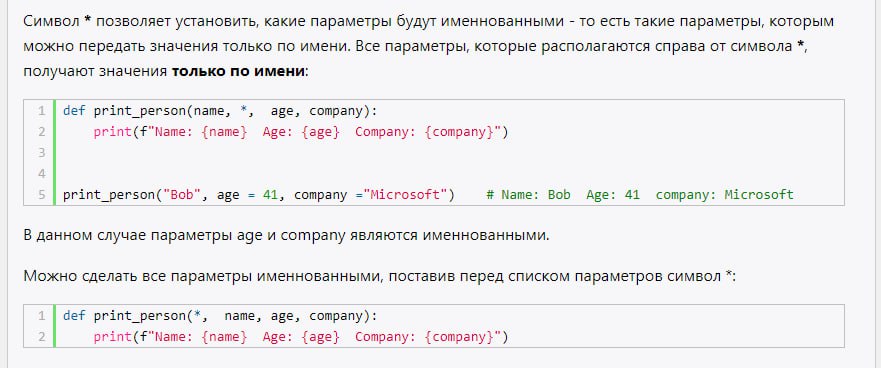 Символ * позволяет установить, какие параметры будут именнованными - то есть такие параметры, которым
можно передать значения только по имени. Все параметры, которые располагаются справа от символа *,
получают значения только по имени:
1 def print_person(name, *,  age, company):
2     print(f"Name: {name}  Age: {age}  Company: {company}")
3
4
5 print_person("Bob", age = 41, company ="Microsoft")    # Name: Bob  Age: 41  company: Microsoft
В данном случае параметры age и company являются именнованными.
Можно сделать все параметры именнованными, поставив перед списком параметров символ *:
1 def print_person(*,  name, age, company):
2     print(f"Name: {name}  Age: {age}  Company: {company}")